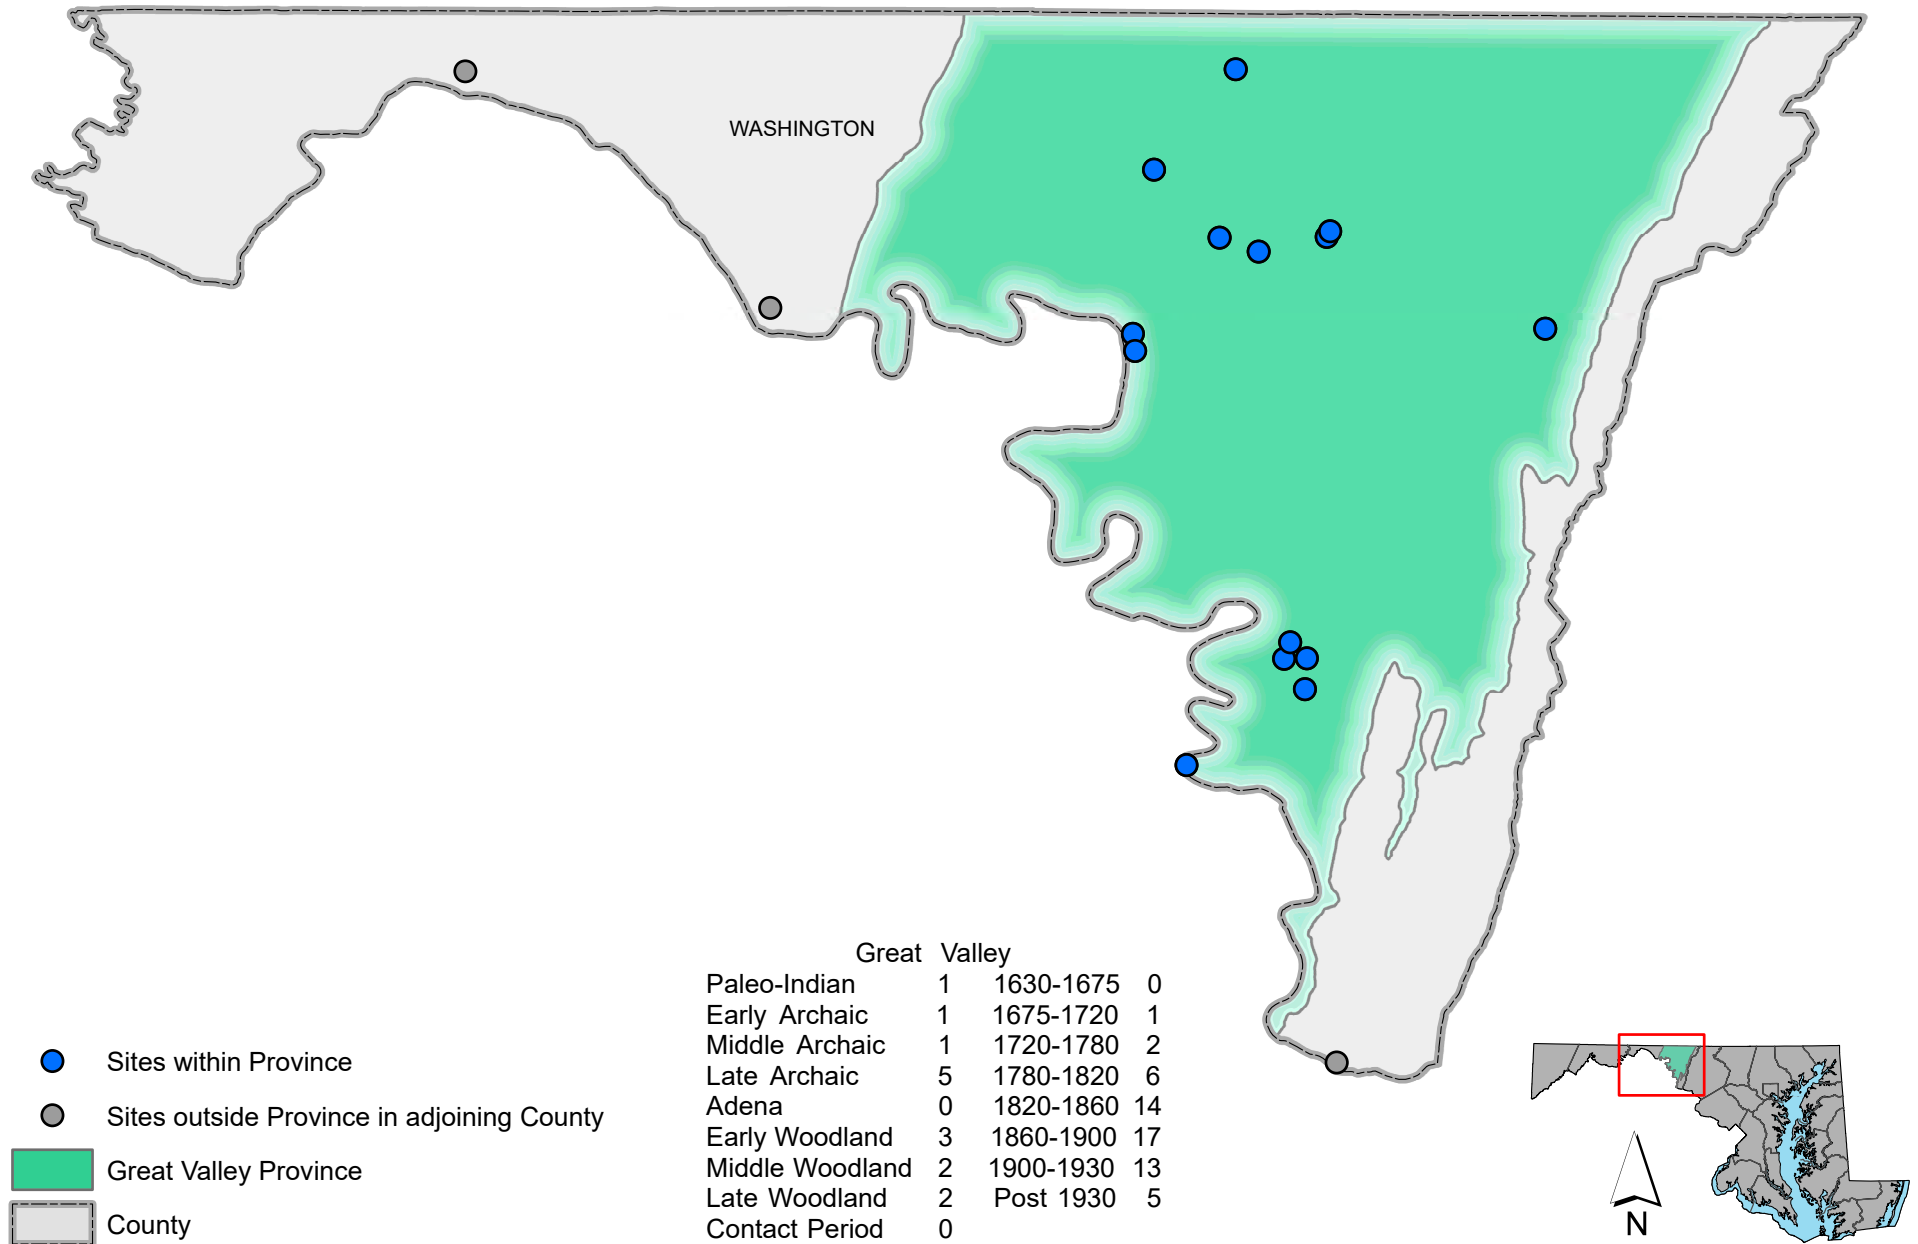 WASHINGTON
Great Valley
Paleo-Indian 1 1630-1675 0
Early Archaic 1 1675-1720 1
Middle Archaic 1 1720-1780 2
Late Archaic 5 1780-1820 6
Adena 0 1820-1860 14
Early Woodland 3 1860-1900 17
Middle Woodland 2 1900-1930 13
Late Woodland 2 Post 1930 5
Contact Period 0
Sites within Province
Sites outside Province in adjoining County
Great Valley Province
County
N